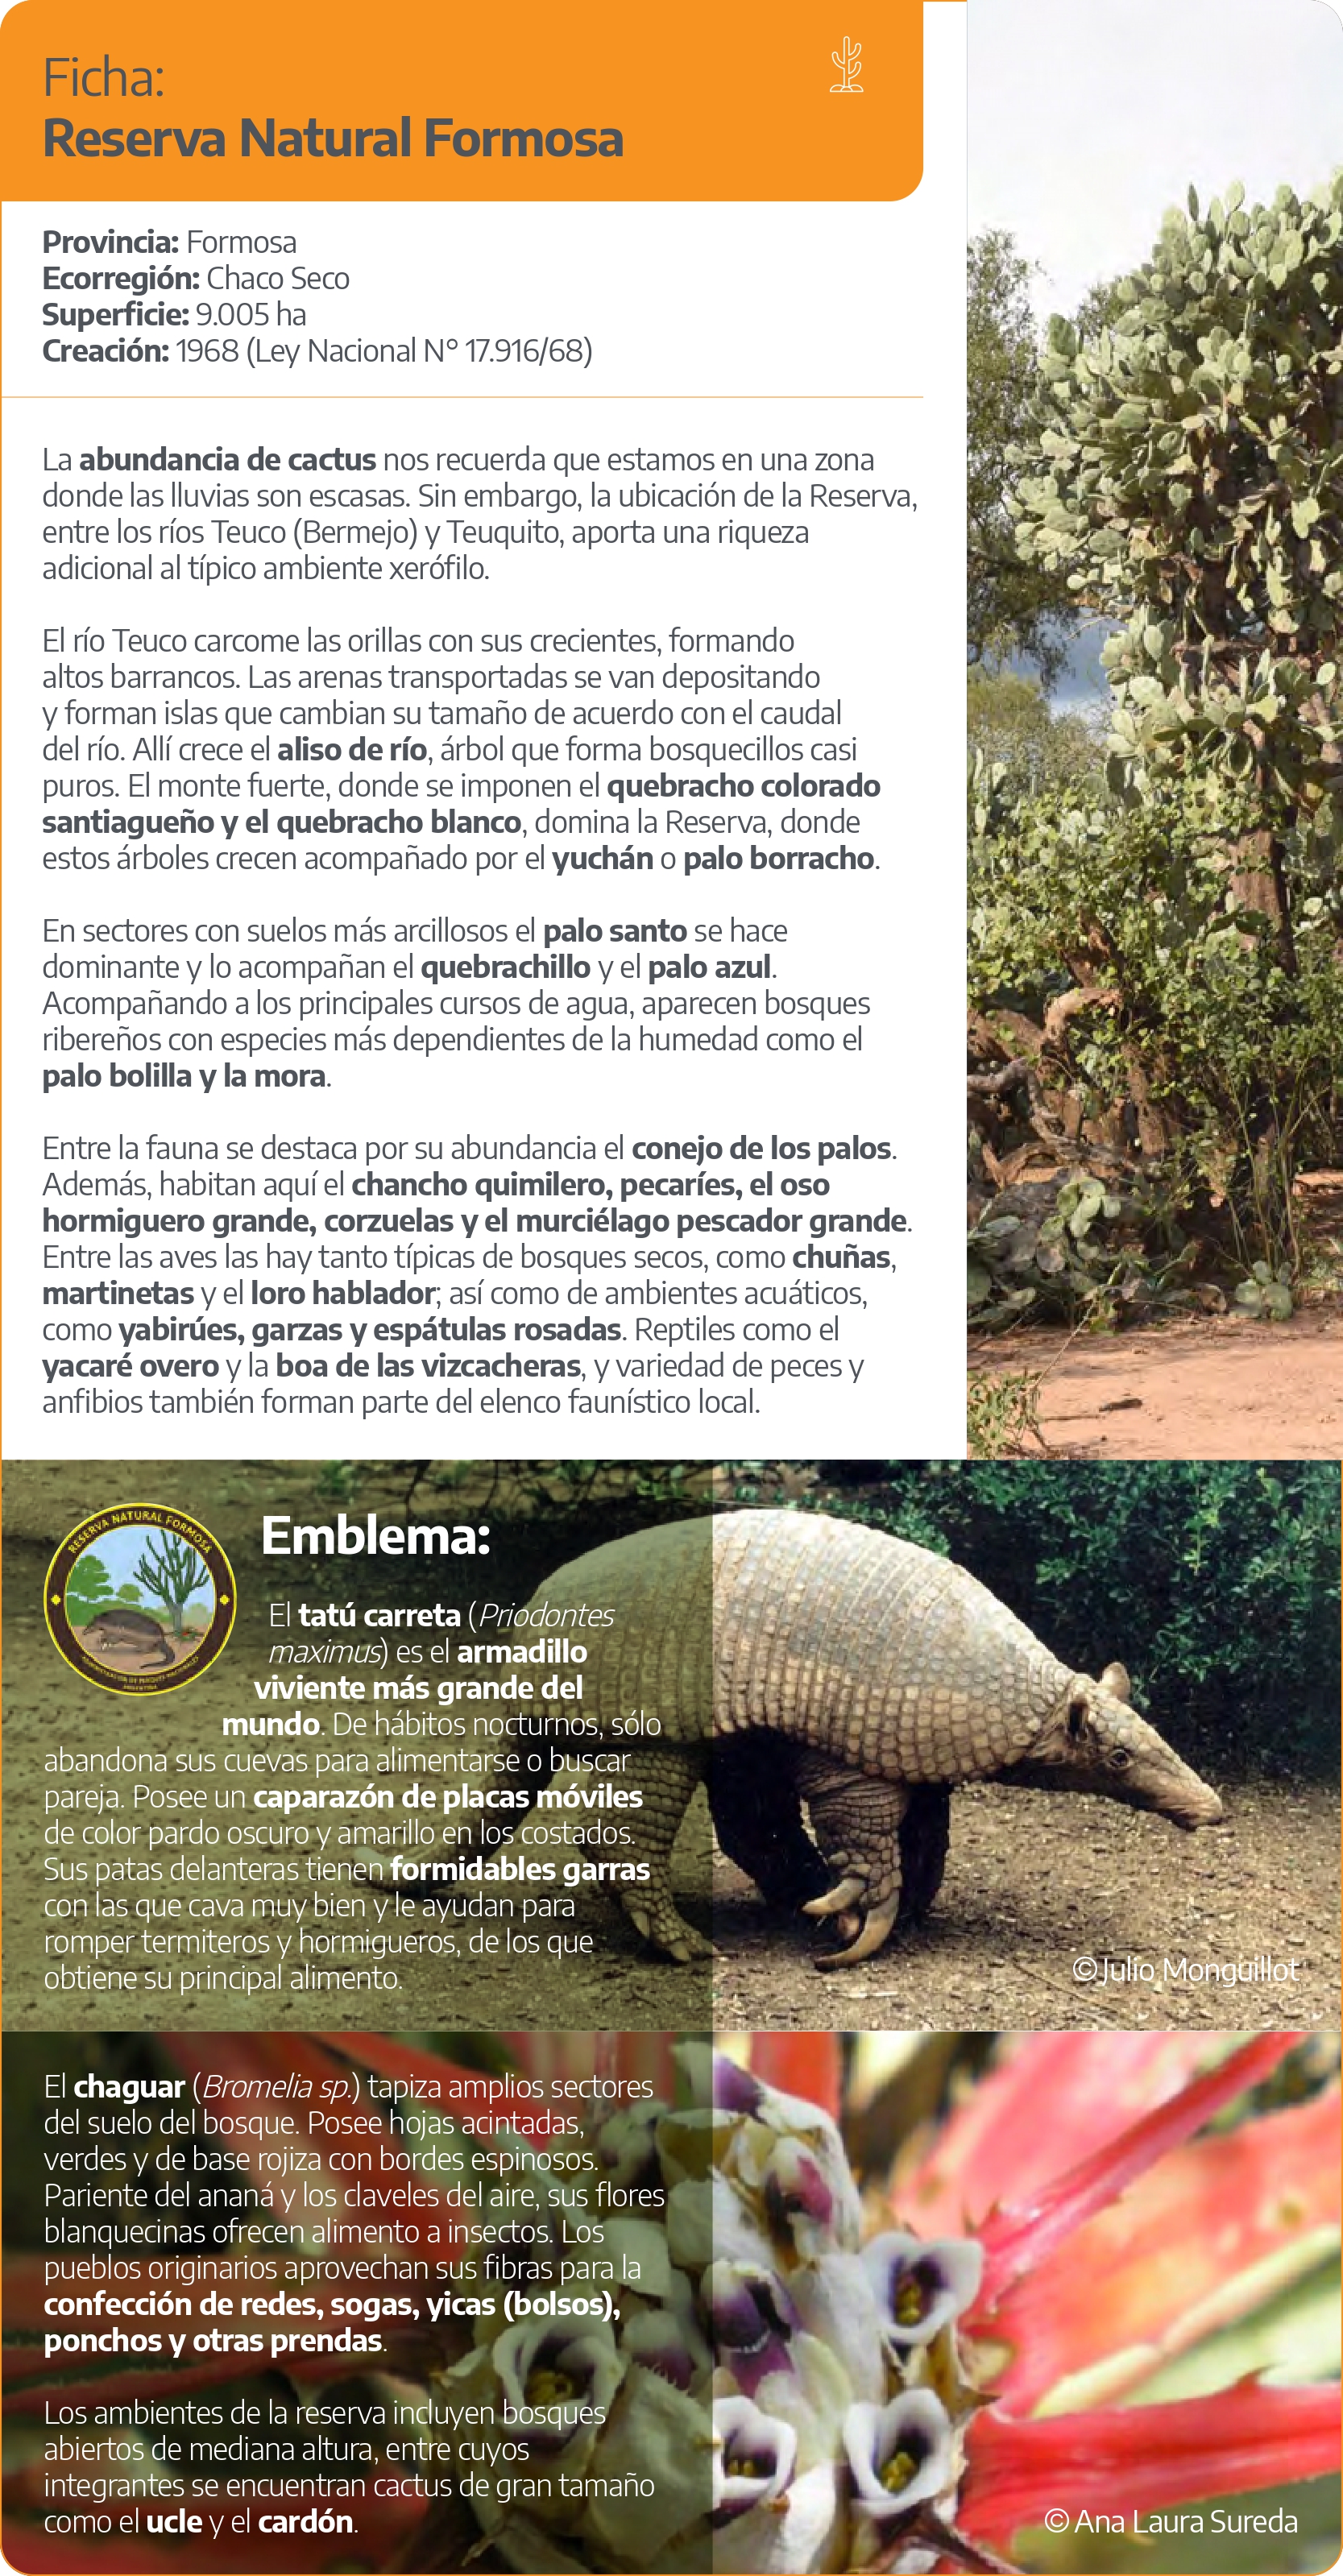 Ficha:
Reserva Natural Formosa
Provincia: Formosa
Ecorregión: Chaco Seco
Superficie: 9.005 ha
Creación: 1968 (Ley Nacional N° 17.916/68)
La abundancia de cactus nos recuerda que estamos en una zona
donde las lluvias son escasas. Sin embargo, la ubicación de la Reserva,
entre los ríos Teuco (Bermejo) y Teuquito, aporta una riqueza
adicional al típico ambiente xerófilo.
El río Teuco carcome las orillas con sus crecientes, formando
altos barrancos. Las arenas transportadas se van depositando
y forman islas que cambian su tamaño de acuerdo con el caudal
del río. Allí crece el aliso de río, árbol que forma bosquecillos casi
puros. El monte fuerte, donde se imponen el quebracho colorado
santiagueño y el quebracho blanco, domina la Reserva, donde
estos árboles crecen acompañado por el yuchán o palo borracho.
En sectores con suelos más arcillosos el palo santo se hace
dominante y lo acompañan el quebrachillo y el palo azul.
Acompañando a los principales cursos de agua, aparecen bosques
ribereños con especies más dependientes de la humedad como el
palo bolilla y la mora.
Entre la fauna se destaca por su abundancia el conejo de los palos.
Además, habitan aquí el chancho quimilero, pecaríes, el oso
hormiguero grande, corzuelas y el murciélago pescador grande.
Entre las aves las hay tanto típicas de bosques secos, como chuñas,
martinetas y el loro hablador; así como de ambientes acuáticos,
como yabirúes, garzas y espátulas rosadas. Reptiles como el
yacaré overo y la boa de las vizcacheras, y variedad de peces y
anfibios también forman parte del elenco faunístico local.
RESERVA NATURAL FORMOSA
ADMINISTRACIÓN DE PARQUES NACIONALES
ARGENTINA
Emblema:
El tatú carreta (Priodontes
maximus) es el armadillo
viviente más grande del
mundo. De hábitos nocturnos, sólo
abandona sus cuevas para alimentarse o buscar
pareja. Posee un caparazón de placas móviles
de color pardo oscuro y amarillo en los costados.
Sus patas delanteras tienen formidables garras
con las que cava muy bien y le ayudan para
romper termiteros y hormigueros, de los que
obtiene su principal alimento.
©Julio Monguillot
El chaguar (Bromelia sp.) tapiza amplios sectores
del suelo del bosque. Posee hojas acintadas,
verdes y de base rojiza con bordes espinosos.
Pariente del ananá y los claveles del aire, sus flores
blanquecinas ofrecen alimento a insectos. Los
pueblos originarios aprovechan sus fibras para la
confección de redes, sogas, yicas (bolsos),
ponchos y otras prendas.
Los ambientes de la reserva incluyen bosques
abiertos de mediana altura, entre cuyos
integrantes se encuentran cactus de gran tamaño
como el ucle y el cardón.
©Ana Laura Sureda